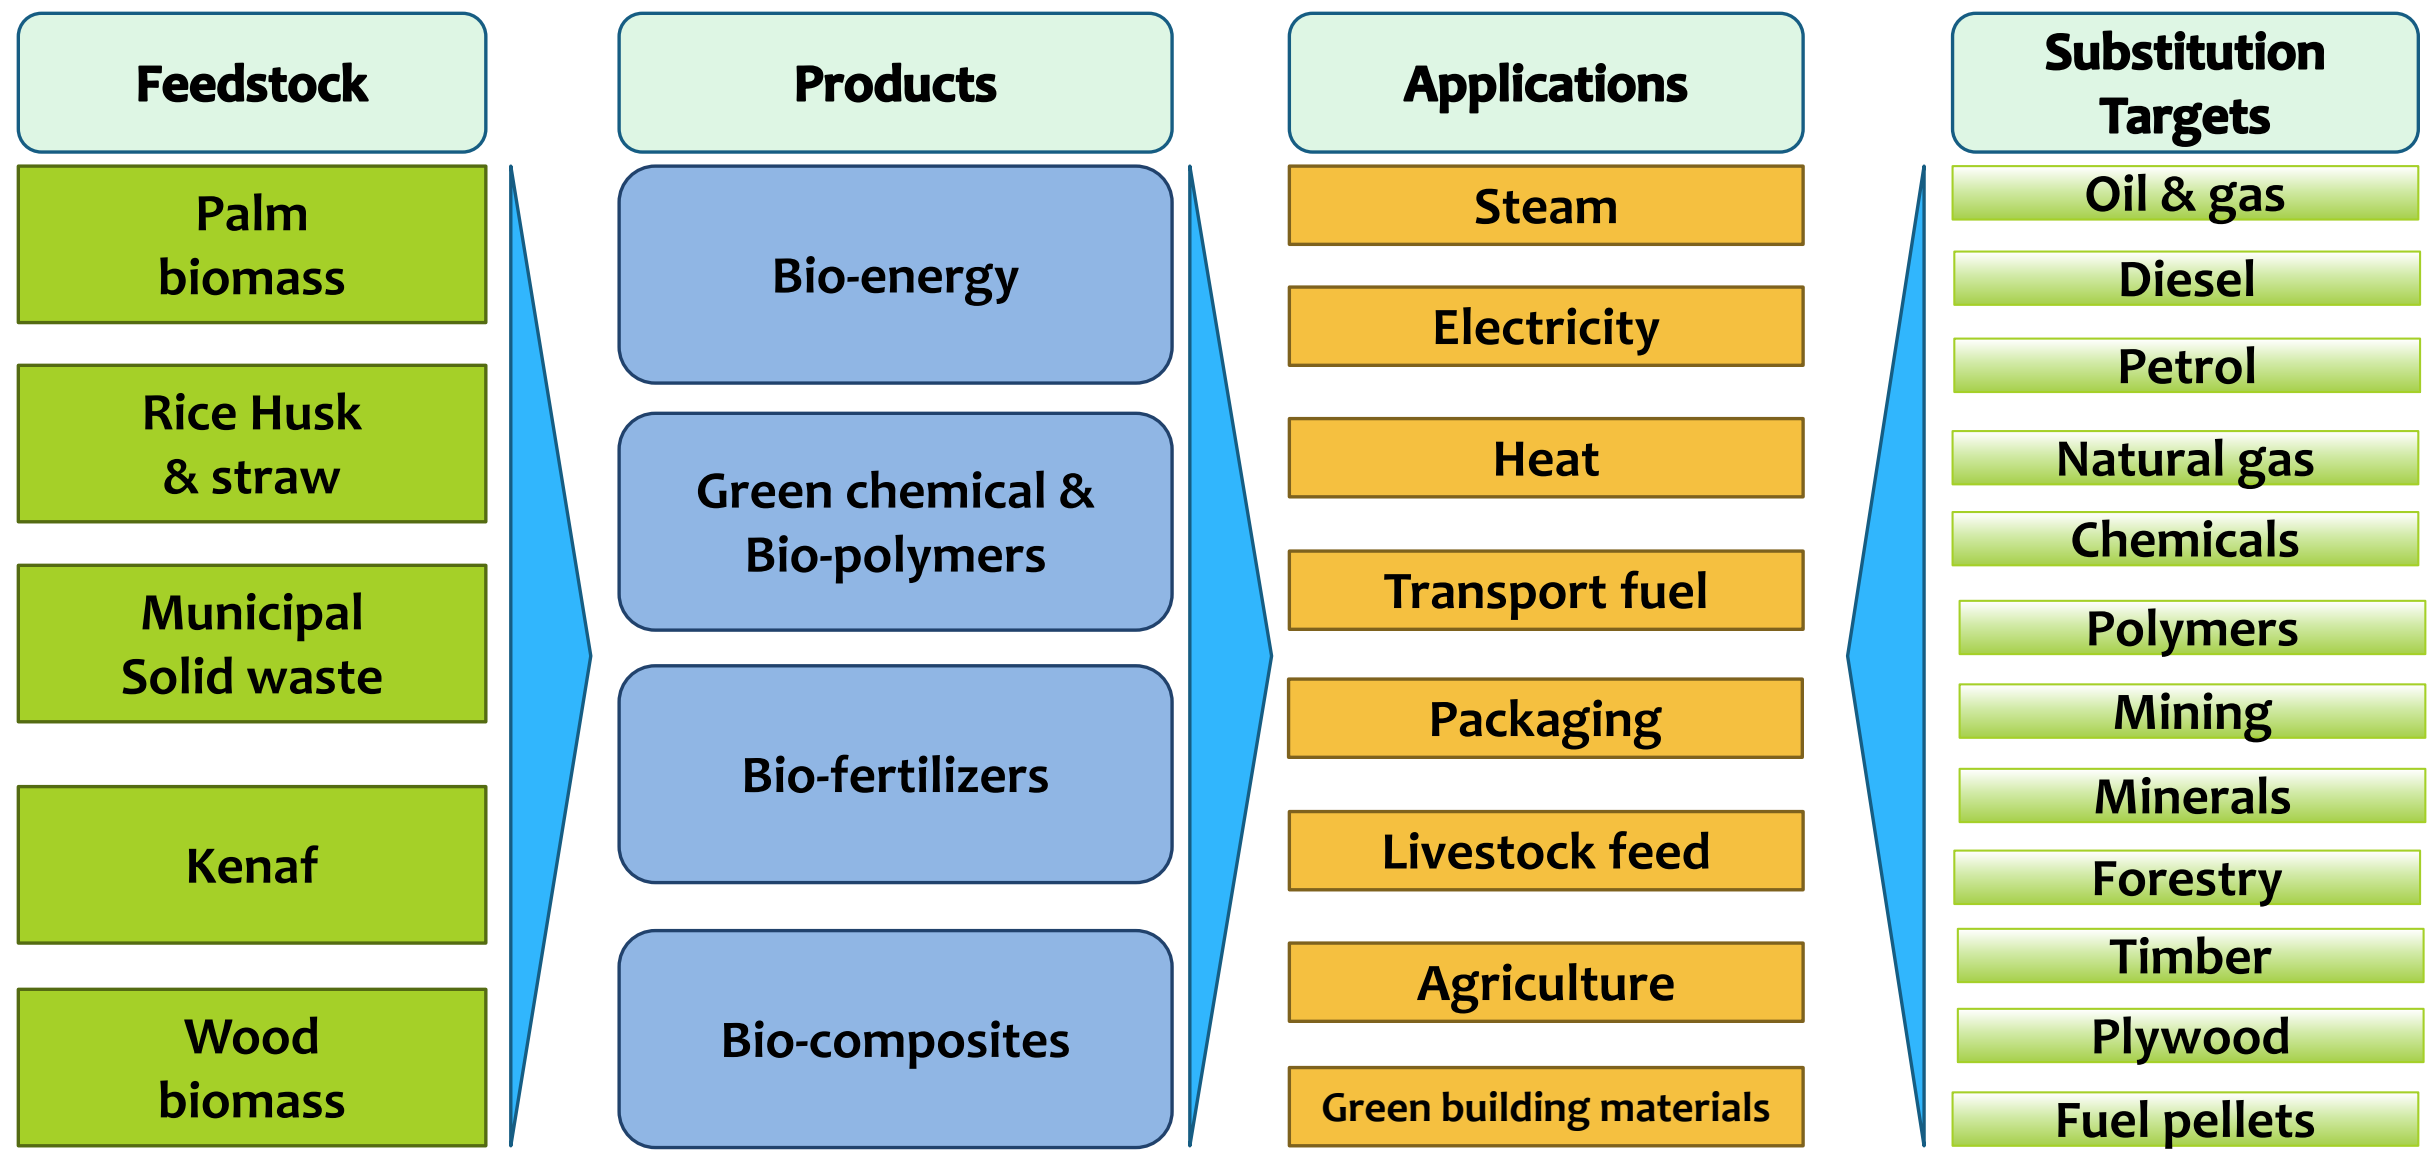 Feedstock
Palm
biomass
Rice Husk
& straw
Municipal
Solid waste
Kenaf
Wood
biomass
Products
Bio-energy
Green chemical &
Bio-polymers
Bio-fertilizers
Bio-composites
Applications
Steam
Electricity
Heat
Transport fuel
Packaging
Livestock feed
Agriculture
Green building materials
Substitution
Targets
Oil & gas
Diesel
Petrol
Natural gas
Chemicals
Polymers
Mining
Minerals
Forestry
Timber
Plywood
Fuel pellets